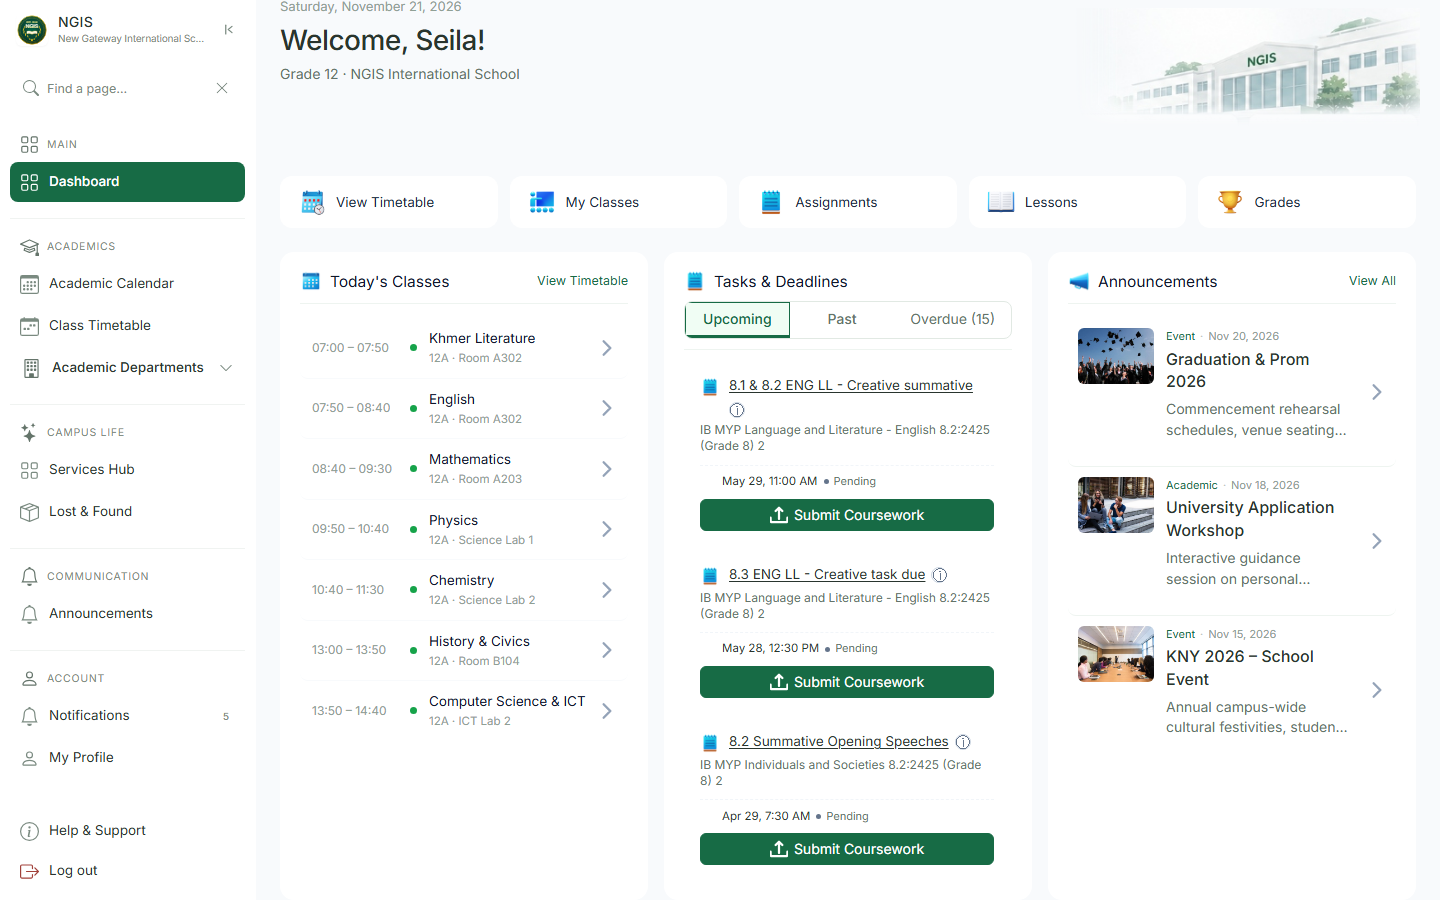 NGIS
New Gateway International Sc...
Find a page...
MAIN
Dashboard
ACADEMICS
Academic Calendar
Class Timetable
Academic Departments
CAMPUS LIFE
Services Hub
Lost & Found
COMMUNICATION
Announcements
ACCOUNT
Notifications 5
My Profile
Help & Support
Log out
Saturday, November 21, 2026
Welcome, Seila!
Grade 12 · NGIS International School
NGIS
View Timetable
My Classes
Assignments
Lessons
Grades
Today's Classes View Timetable
07:00 – 07:50 Khmer Literature
12A · Room A302
07:50 – 08:40 English
12A · Room A302
08:40 – 09:30 Mathematics
12A · Room A203
09:50 – 10:40 Physics
12A · Science Lab 1
10:40 – 11:30 Chemistry
12A · Science Lab 2
13:00 – 13:50 History & Civics
12A · Room B104
13:50 – 14:40 Computer Science & ICT
12A · ICT Lab 2
Tasks & Deadlines
Upcoming Past Overdue (15)
8.1 & 8.2 ENG LL - Creative summative
IB MYP Language and Literature - English 8.2:2425
(Grade 8) 2
May 29, 11:00 AM Pending
Submit Coursework
8.3 ENG LL - Creative task due
IB MYP Language and Literature - English 8.2:2425
(Grade 8) 2
May 28, 12:30 PM Pending
Submit Coursework
8.2 Summative Opening Speeches
IB MYP Individuals and Societies 8.2:2425 (Grade
8) 2
Apr 29, 7:30 AM Pending
Submit Coursework
Announcements View All
Event · Nov 20, 2026
Graduation & Prom
2026
Commencement rehearsal
schedules, venue seating...
Academic · Nov 18, 2026
University Application
Workshop
Interactive guidance
session on personal...
Event · Nov 15, 2026
KNY 2026 – School
Event
Annual campus-wide
cultural festivities, studen...